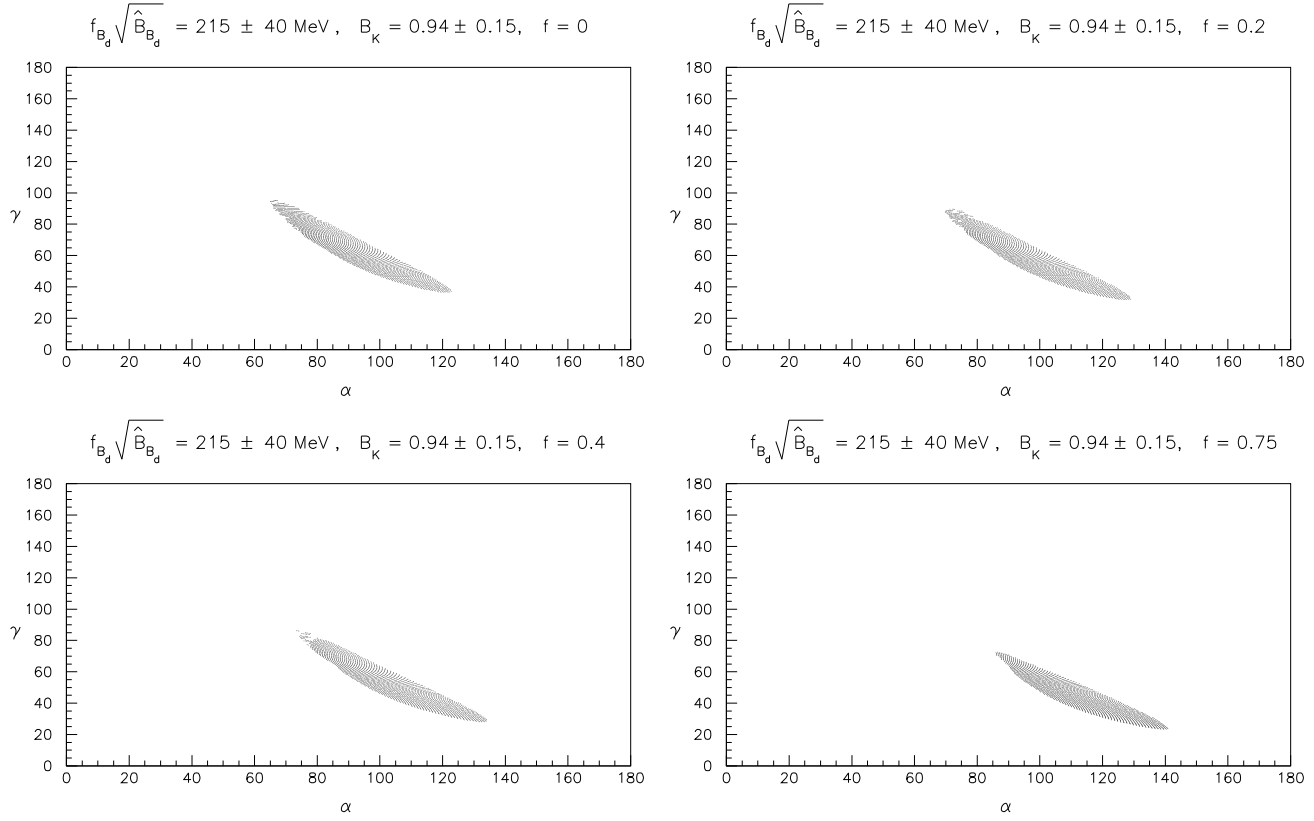 f_{B_d}√B̂_{B_d} = 215 ± 40 MeV , B_K = 0.94 ± 0.15, f = 0
180
160
140
120
100
γ
80
60
40
20
0
0 20 40 60 80 100 120 140 160 180
α
f_{B_d}√B̂_{B_d} = 215 ± 40 MeV , B_K = 0.94 ± 0.15, f = 0.2
180
160
140
120
100
γ
80
60
40
20
0
0 20 40 60 80 100 120 140 160 180
α
f_{B_d}√B̂_{B_d} = 215 ± 40 MeV , B_K = 0.94 ± 0.15, f = 0.4
180
160
140
120
100
γ
80
60
40
20
0
0 20 40 60 80 100 120 140 160 180
α
f_{B_d}√B̂_{B_d} = 215 ± 40 MeV , B_K = 0.94 ± 0.15, f = 0.75
180
160
140
120
100
γ
80
60
40
20
0
0 20 40 60 80 100 120 140 160 180
α